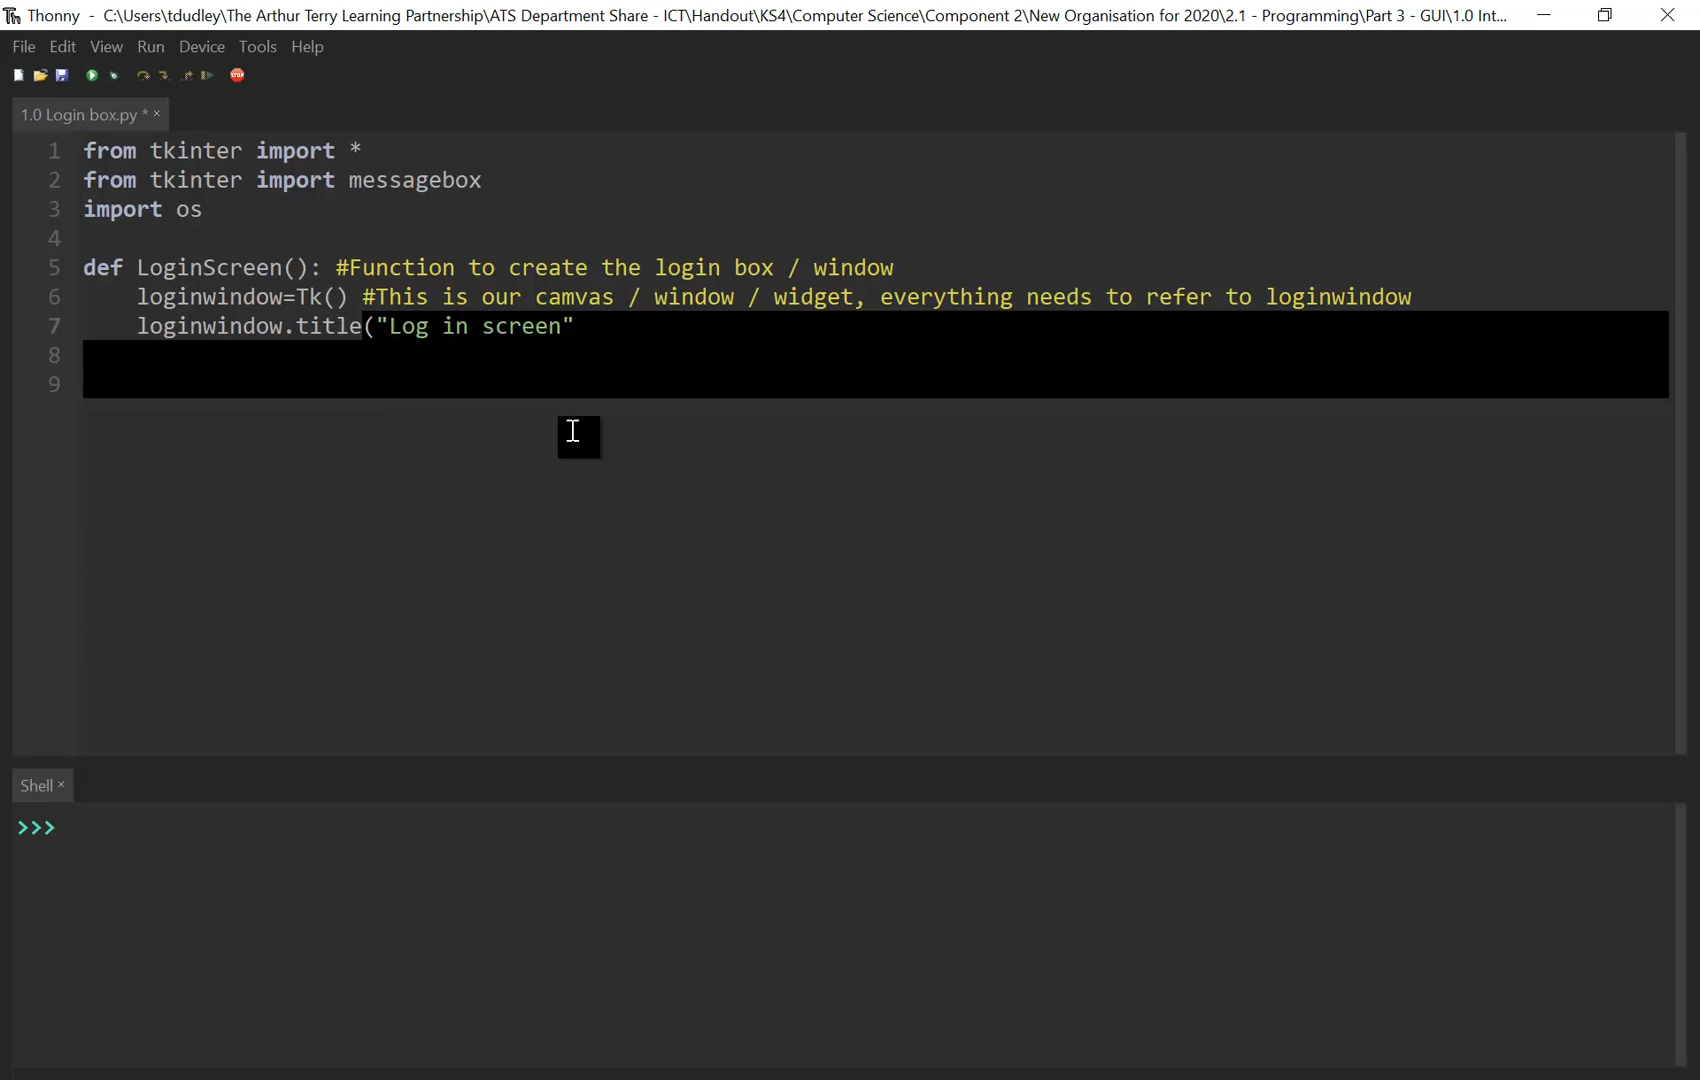 Thonny - C:\Users\tdudley\The Arthur Terry Learning Partnership\ATS Department Share - ICT\Handout\KS4\Computer Science\Component 2\New Organisation for 2020\2.1 - Programming\Part 3 - GUI\1.0 Int...
File Edit View Run Device Tools Help
STOP
1.0 Login box.py * ×
1 from tkinter import *
2 from tkinter import messagebox
3 import os
4
5 def LoginScreen(): #Function to create the login box / window
6 loginwindow=Tk() #This is our camvas / window / widget, everything needs to refer to loginwindow
7 loginwindow.title("Log in screen"
8
9
Shell ×
>>>